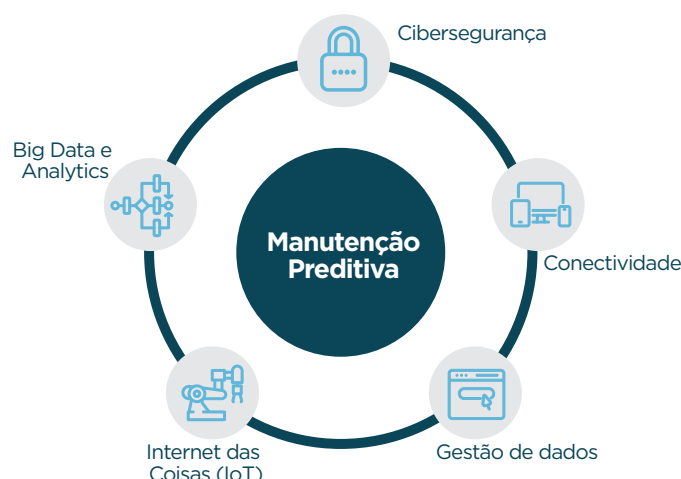 Cibersegurança
Big Data e
Analytics
Manutenção
Preditiva
Conectividade
Internet das
Coisas (IoT)
Gestão de dados